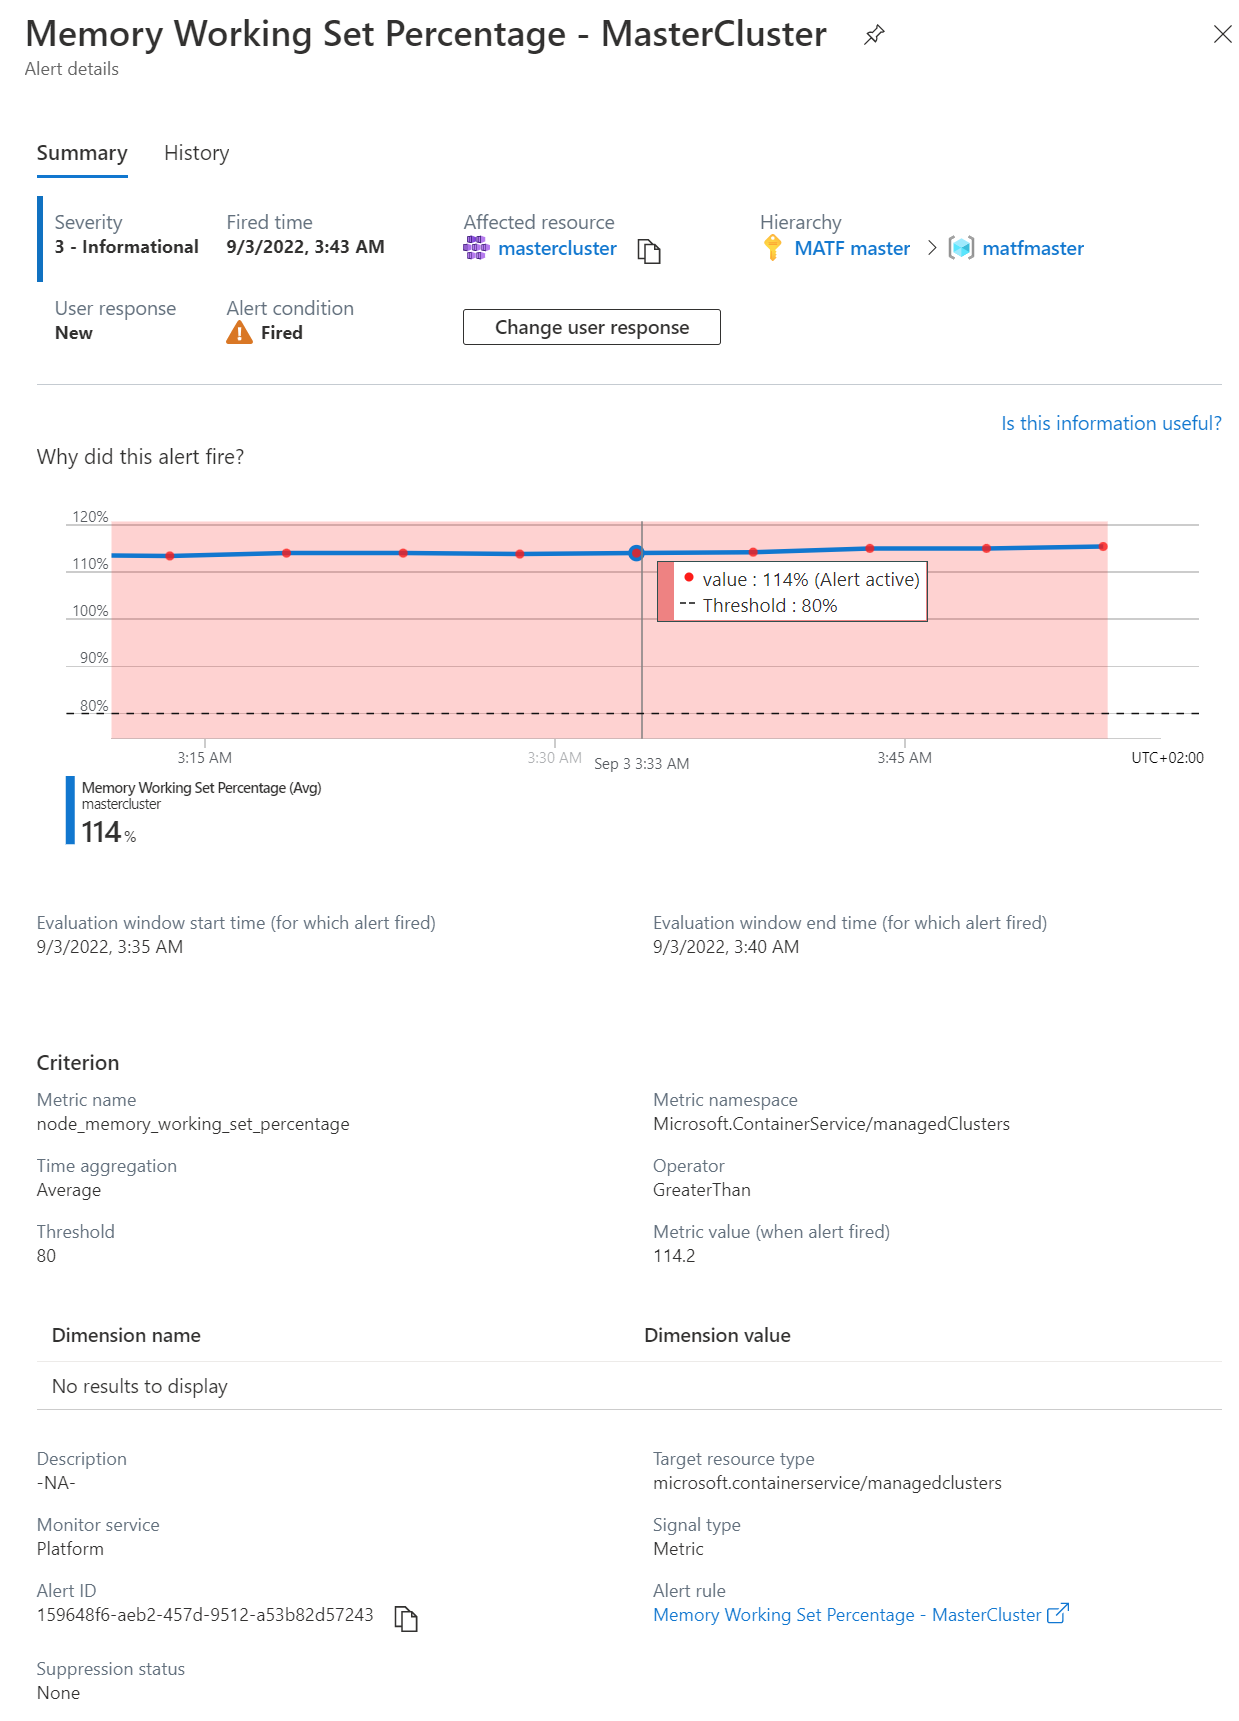 Memory Working Set Percentage - MasterCluster
Alert details
Summary
History
Severity
Fired time
Affected resource
Hierarchy
3 - Informational
9/3/2022, 3:43 AM
mastercluster
MATF master
matfmaster
User response
Alert condition
New
Fired
Change user response
Is this information useful?
Why did this alert fire?
120%
110%
100%
90%
80%
value : 114% (Alert active)
-- Threshold : 80%
3:15 AM
3:30 AM
Sep 3 3:33 AM
3:45 AM
UTC+02:00
Memory Working Set Percentage (Avg)
mastercluster
114 %
Evaluation window start time (for which alert fired)
Evaluation window end time (for which alert fired)
9/3/2022, 3:35 AM
9/3/2022, 3:40 AM
Criterion
Metric name
Metric namespace
node_memory_working_set_percentage
Microsoft.ContainerService/managedClusters
Time aggregation
Operator
Average
GreaterThan
Threshold
Metric value (when alert fired)
80
114.2
Dimension name
Dimension value
No results to display
Description
Target resource type
-NA-
microsoft.containerservice/managedclusters
Monitor service
Signal type
Platform
Metric
Alert ID
Alert rule
159648f6-aeb2-457d-9512-a53b82d57243
Memory Working Set Percentage - MasterCluster
Suppression status
None